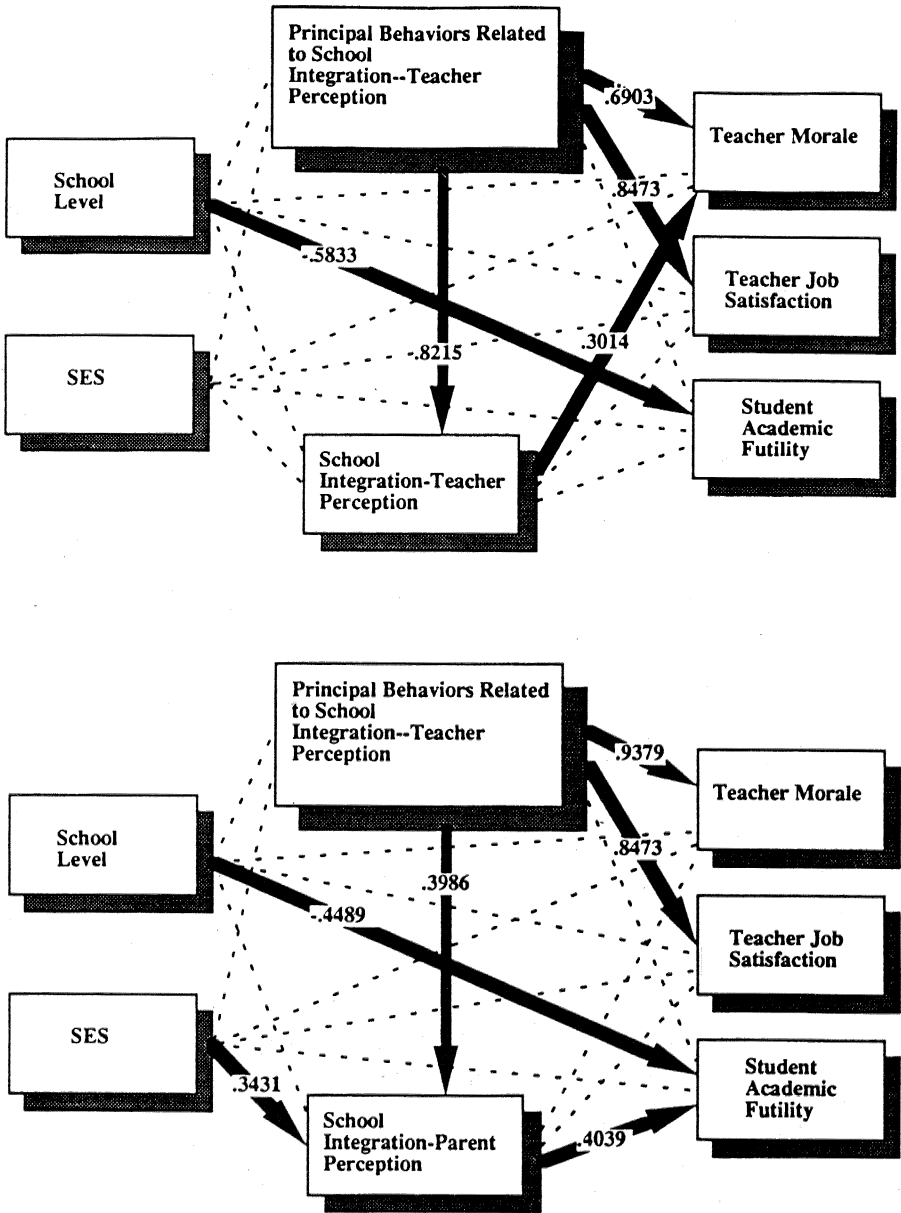 Principal Behaviors Related
to School
Integration--Teacher
Perception
.6903
Teacher Morale
School
Level
.8473
-.5833
Teacher Job
Satisfaction
SES
-.8215
.3014
Student
Academic
Futility
School
Integration-Teacher
Perception
Principal Behaviors Related
to School
Integration--Teacher
Perception
.9379
Teacher Morale
School
Level
.8473
.3986
-.4489
Teacher Job
Satisfaction
SES
.3431
Student
Academic
Futility
School
Integration-Parent
Perception
.4039